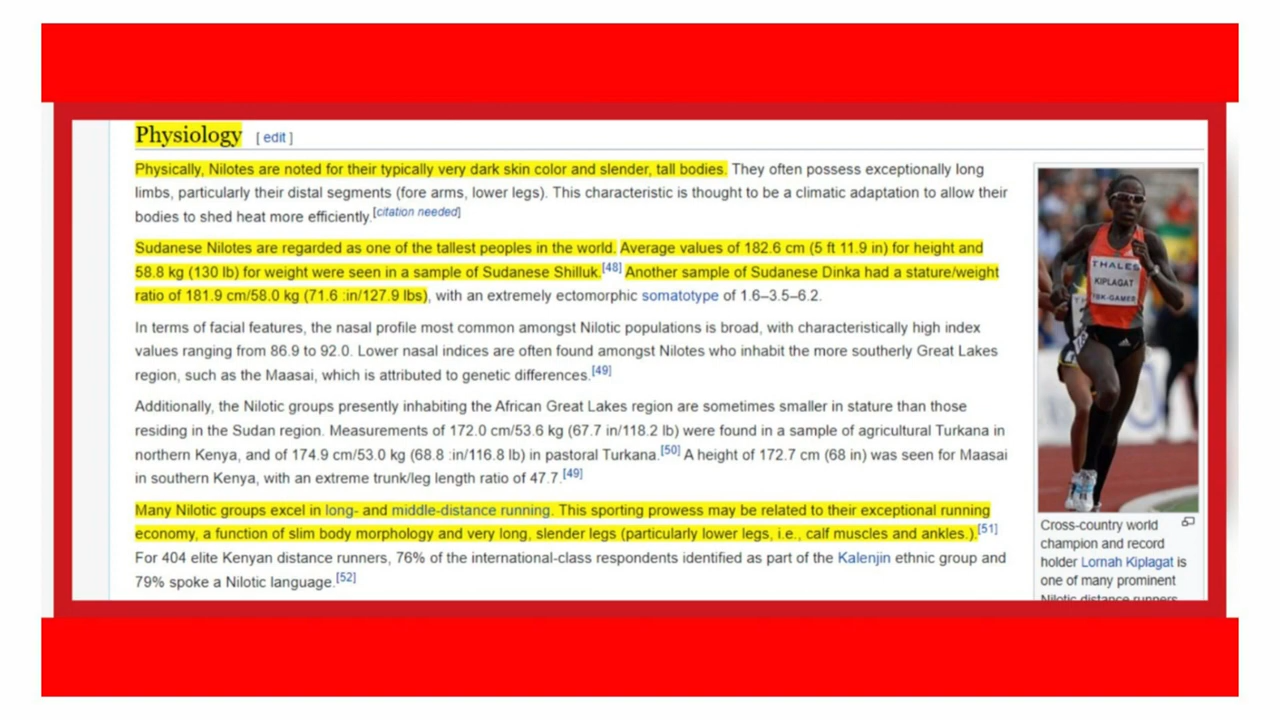 Physiology [ edit ]
Physically, Nilotes are noted for their typically very dark skin color and slender, tall bodies. They often possess exceptionally long
limbs, particularly their distal segments (fore arms, lower legs). This characteristic is thought to be a climatic adaptation to allow their
bodies to shed heat more efficiently.[citation needed]
Sudanese Nilotes are regarded as one of the tallest peoples in the world. Average values of 182.6 cm (5 ft 11.9 in) for height and
58.8 kg (130 lb) for weight were seen in a sample of Sudanese Shilluk.[48] Another sample of Sudanese Dinka had a stature/weight
ratio of 181.9 cm/58.0 kg (71.6 :in/127.9 lbs), with an extremely ectomorphic somatotype of 1.6–3.5–6.2.
In terms of facial features, the nasal profile most common amongst Nilotic populations is broad, with characteristically high index
values ranging from 86.9 to 92.0. Lower nasal indices are often found amongst Nilotes who inhabit the more southerly Great Lakes
region, such as the Maasai, which is attributed to genetic differences.[49]
Additionally, the Nilotic groups presently inhabiting the African Great Lakes region are sometimes smaller in stature than those
residing in the Sudan region. Measurements of 172.0 cm/53.6 kg (67.7 in/118.2 lb) were found in a sample of agricultural Turkana in
northern Kenya, and of 174.9 cm/53.0 kg (68.8 :in/116.8 lb) in pastoral Turkana.[50] A height of 172.7 cm (68 in) was seen for Maasai
in southern Kenya, with an extreme trunk/leg length ratio of 47.7.[49]
Many Nilotic groups excel in long- and middle-distance running. This sporting prowess may be related to their exceptional running
economy, a function of slim body morphology and very long, slender legs (particularly lower legs, i.e., calf muscles and ankles.).[51]
For 404 elite Kenyan distance runners, 76% of the international-class respondents identified as part of the Kalenjin ethnic group and
79% spoke a Nilotic language.[52]
THALES
KIPLAGAT
FBK-GAMES
Cross-country world
champion and record
holder Lornah Kiplagat is
one of many prominent
Nilotic distance runners